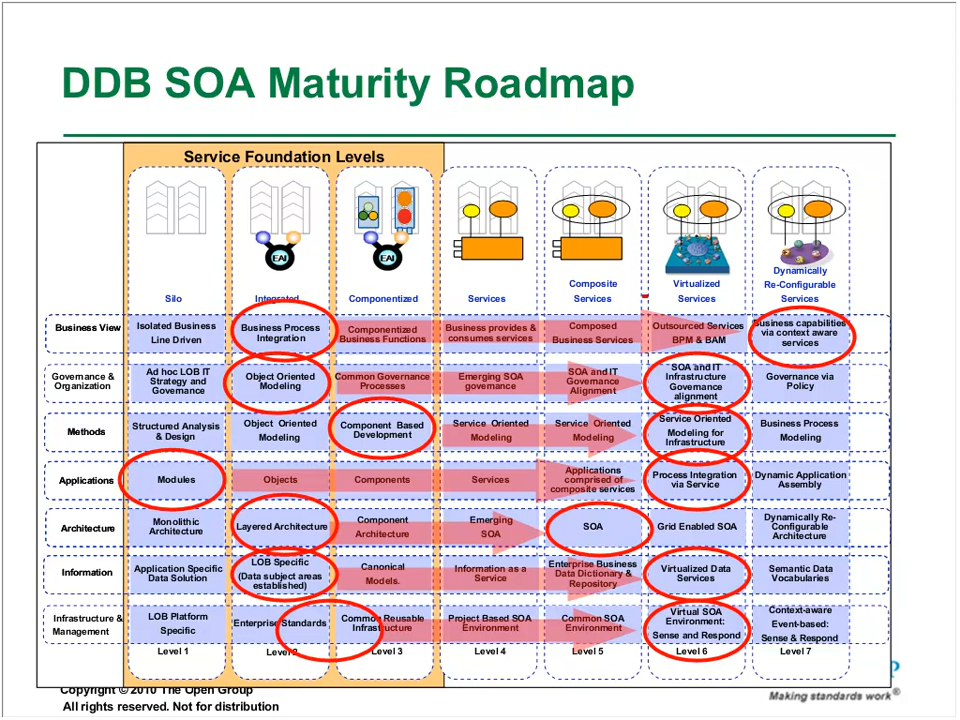 DDB SOA Maturity Roadmap
Service Foundation Levels
EAI
EAI
Silo
Integrated
Componentized
Services
Composite
Services
Virtualized
Services
Dynamically
Re-Configurable
Services
Business View
Isolated Business
Line Driven
Business Process
Integration
Componentized
Business Functions
Business provides &
consumes services
Composed
Business Services
Outsourced Services
BPM & BAM
Business capabilities
via context aware
services
Governance &
Organization
Ad hoc LOB IT
Strategy and
Governance
Object Oriented
Modeling
Common Governance
Processes
Emerging SOA
governance
SOA and IT
Governance
Alignment
SOA and IT
Infrastructure
Governance
alignment
Governance via
Policy
Methods
Structured Analysis
& Design
Object Oriented
Modeling
Component Based
Development
Service Oriented
Modeling
Service Oriented
Modeling
Service Oriented
Modeling for
Infrastructure
Business Process
Modeling
Applications
Modules
Objects
Components
Services
Applications
comprised of
composite services
Process Integration
via Service
Dynamic Application
Assembly
Architecture
Monolithic
Architecture
Layered Architecture
Component
Architecture
Emerging
SOA
SOA
Grid Enabled SOA
Dynamically Re-
Configurable
Architecture
Information
Application Specific
Data Solution
LOB Specific
(Data subject areas
established)
Canonical
Models.
Information as a
Service
Enterprise Business
Data Dictionary &
Repository
Virtualized Data
Services
Semantic Data
Vocabularies
Infrastructure &
Management
LOB Platform
Specific
Enterprise Standards
Common Reusable
Infrastructure
Project Based SOA
Environment
Common SOA
Environment
Virtual SOA
Environment:
Sense and Respond
Context-aware
Event-based:
Sense & Respond
Level 1
Level 2
Level 3
Level 4
Level 5
Level 6
Level 7
Copyright © 2010 The Open Group
All rights reserved. Not for distribution
Making standards work®